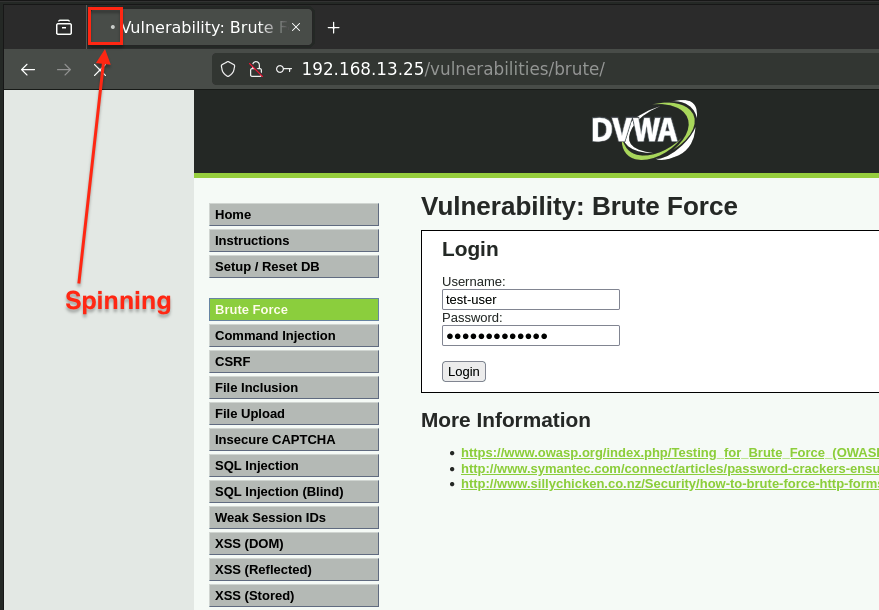 Vulnerability: Brute F
192.168.13.25/vulnerabilities/brute/
DVWA
Spinning
Home
Instructions
Setup / Reset DB
Brute Force
Command Injection
CSRF
File Inclusion
File Upload
Insecure CAPTCHA
SQL Injection
SQL Injection (Blind)
Weak Session IDs
XSS (DOM)
XSS (Reflected)
XSS (Stored)
Vulnerability: Brute Force
Login
Username:
test-user
Password:
●●●●●●●●●●●●●
Login
More Information
https://www.owasp.org/index.php/Testing_for_Brute_Force_(OWAS
http://www.symantec.com/connect/articles/password-crackers-ensu
http://www.sillychicken.co.nz/Security/how-to-brute-force-http-forms